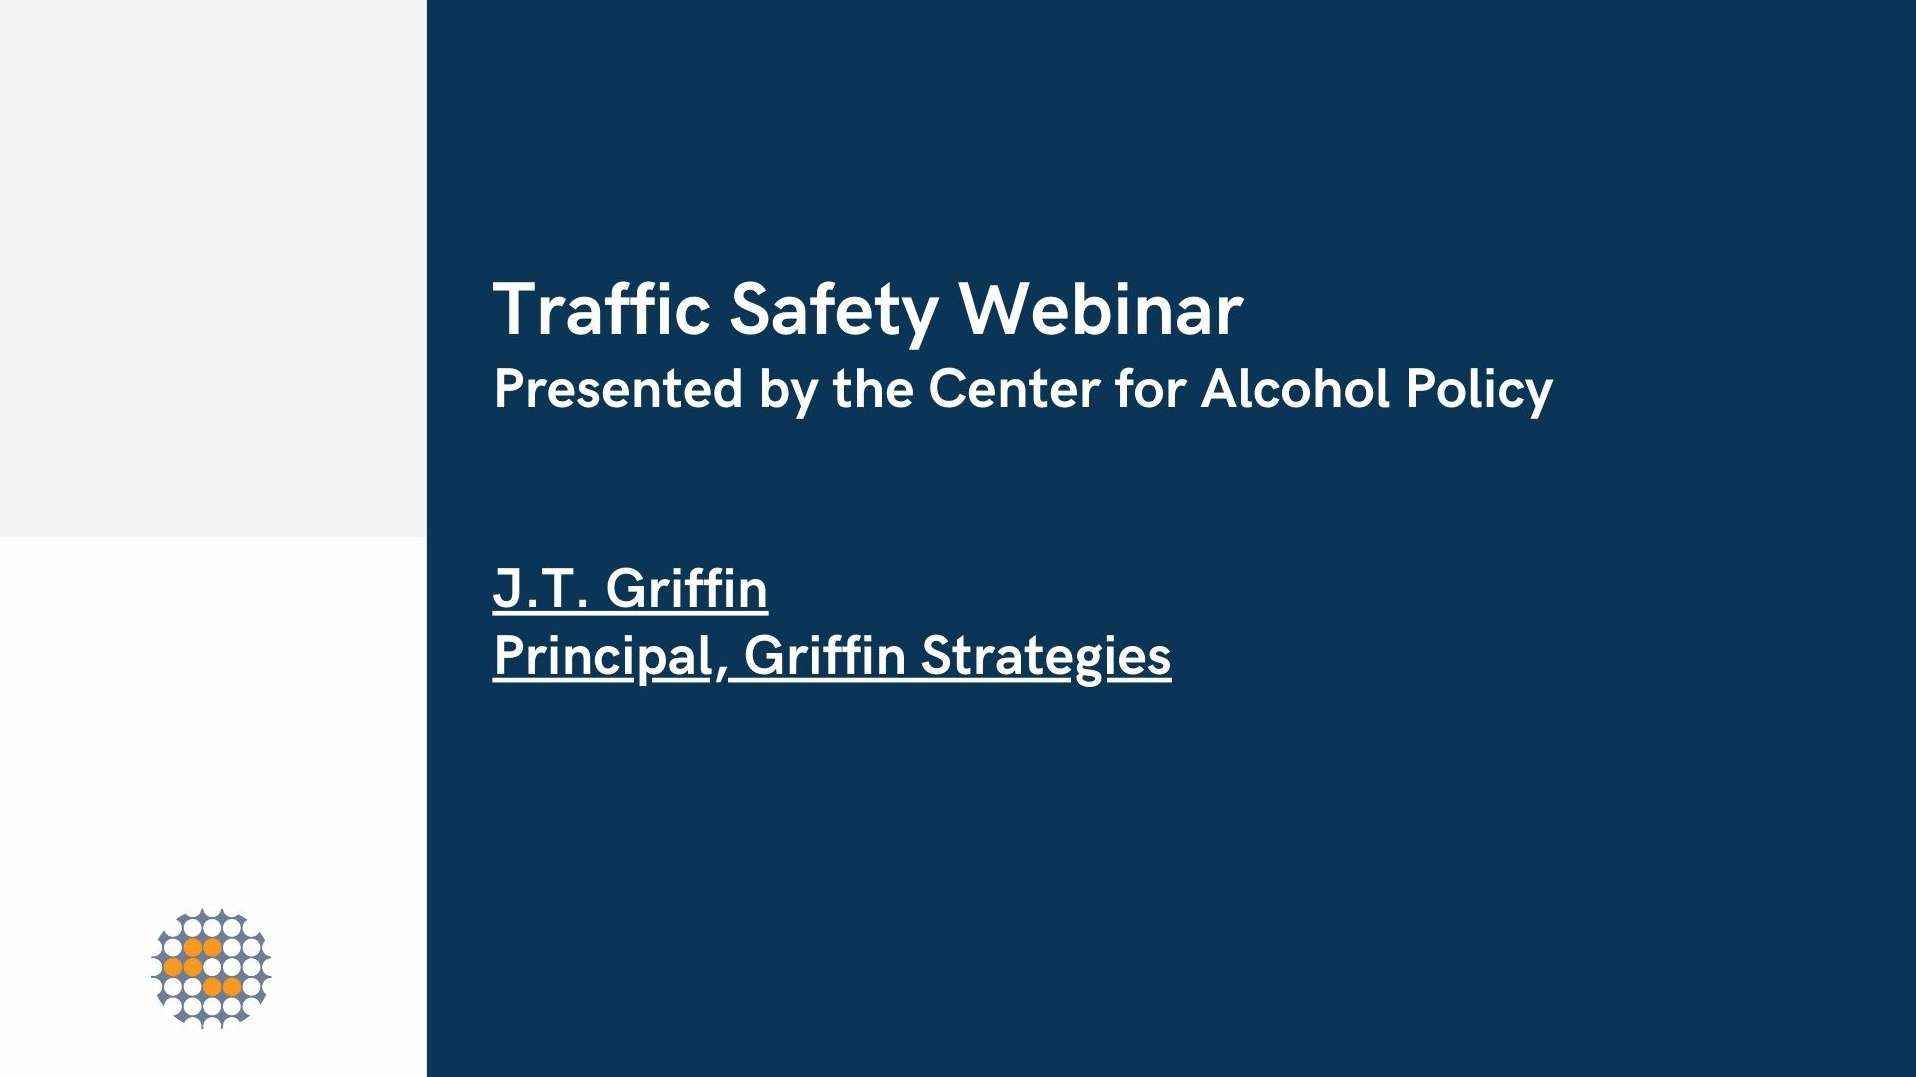 Traffic Safety Webinar
Presented by the Center for Alcohol Policy
J.T. Griffin
Principal, Griffin Strategies